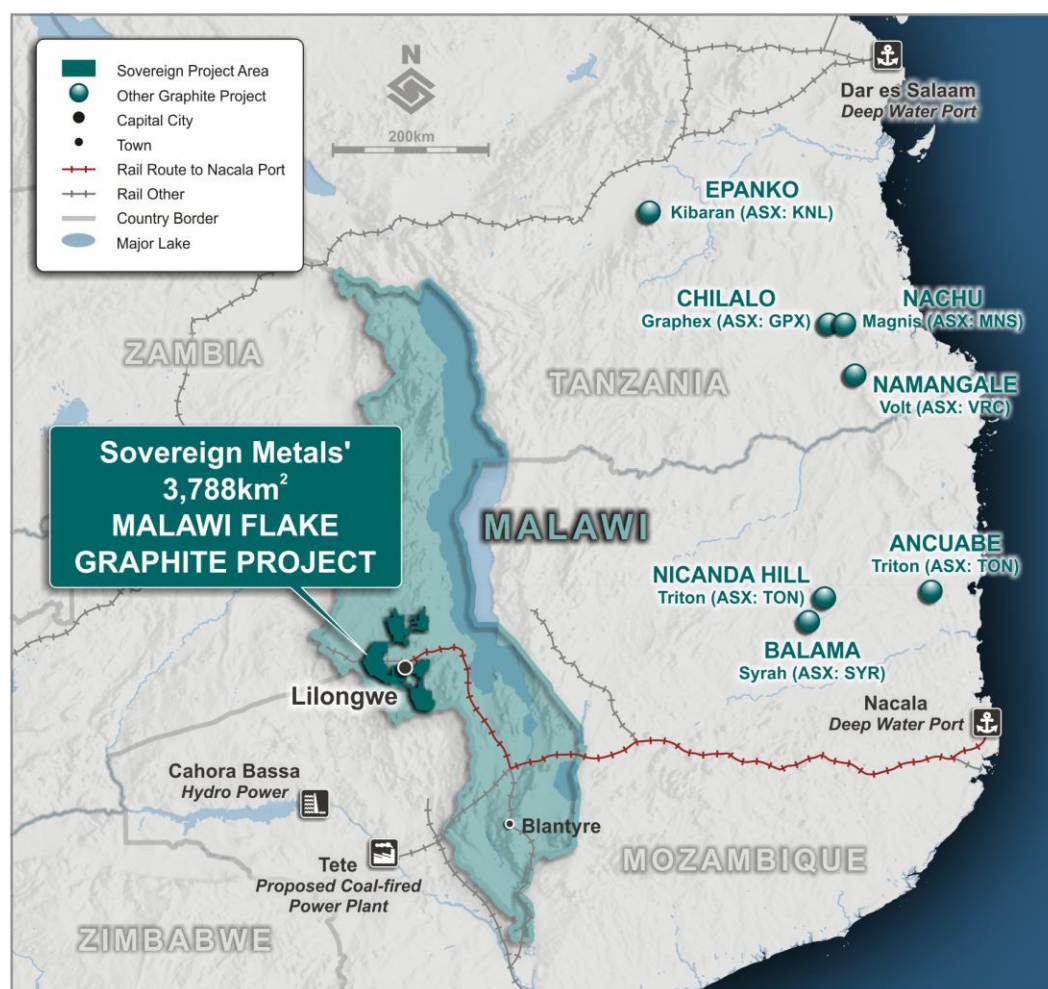 Sovereign Project Area
Other Graphite Project
Capital City
Town
Rail Route to Nacala Port
Rail Other
Country Border
Major Lake
N
200km
Dar es Salaam
Deep Water Port
EPANKO
Kibaran (ASX: KNL)
CHILALO
Graphex (ASX: GPX)
NACHU
Magnis (ASX: MNS)
ZAMBIA
TANZANIA
NAMANGALE
Volt (ASX: VRC)
Sovereign Metals'
3,788km²
MALAWI FLAKE
GRAPHITE PROJECT
MALAWI
ANCUABE
Triton (ASX: TON)
NICANDA HILL
Triton (ASX: TON)
BALAMA
Syrah (ASX: SYR)
Lilongwe
Nacala
Deep Water Port
Cahora Bassa
Hydro Power
Blantyre
Tete
Proposed Coal-fired
Power Plant
MOZAMBIQUE
ZIMBABWE